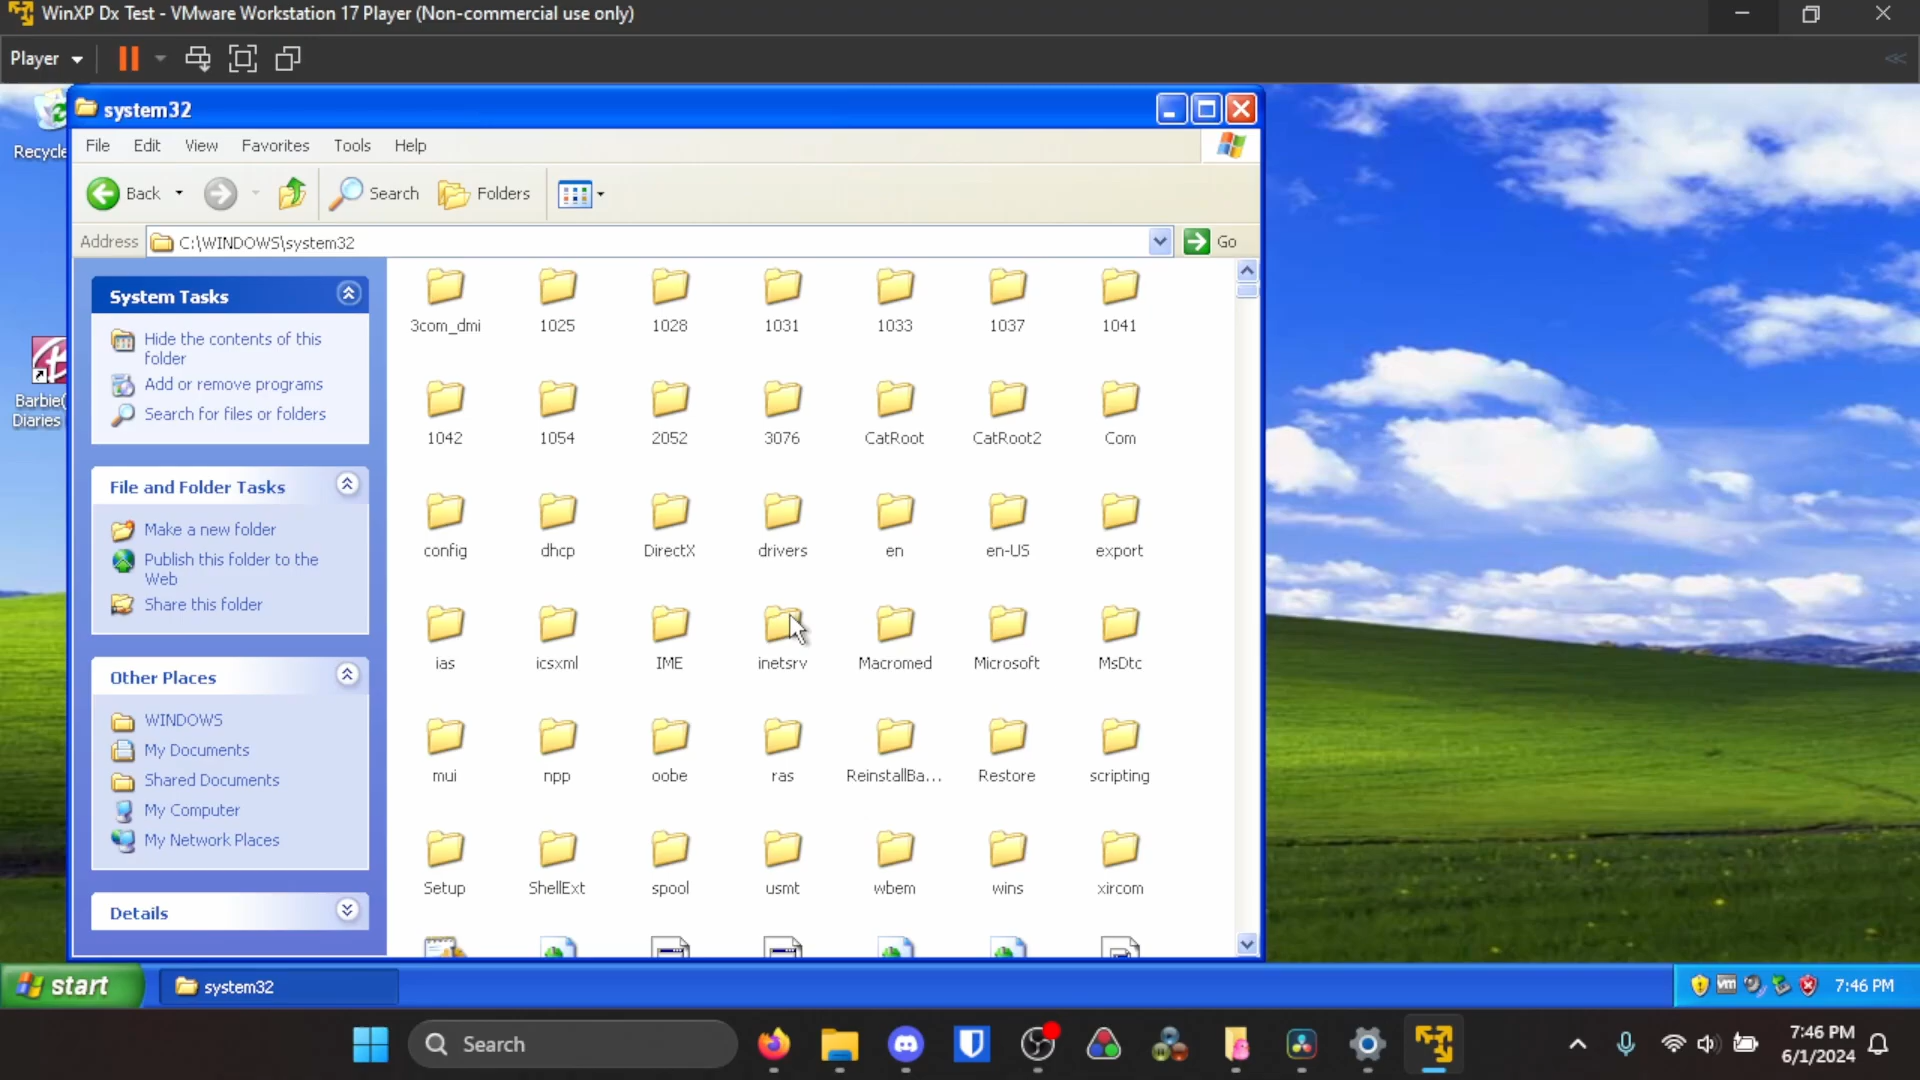 WinXP Dx Test - VMware Workstation 17 Player (Non-commercial use only)
Player
system32
Recycle
File Edit View Favorites Tools Help
Back Search Folders
Address C:\WINDOWS\system32 Go
System Tasks
Hide the contents of this
folder
Add or remove programs
Search for files or folders
File and Folder Tasks
Make a new folder
Publish this folder to the
Web
Share this folder
Other Places
WINDOWS
My Documents
Shared Documents
My Computer
My Network Places
Details
Barbie(
Diaries
3com_dmi 1025 1028 1031 1033 1037 1041
1042 1054 2052 3076 CatRoot CatRoot2 Com
config dhcp DirectX drivers en en-US export
ias icsxml IME inetsrv Macromed Microsoft MsDtc
mui npp oobe ras ReinstallBa... Restore scripting
Setup ShellExt spool usmt wbem wins xircom
start system32 vm 7:46 PM
Search 7:46 PM
6/1/2024